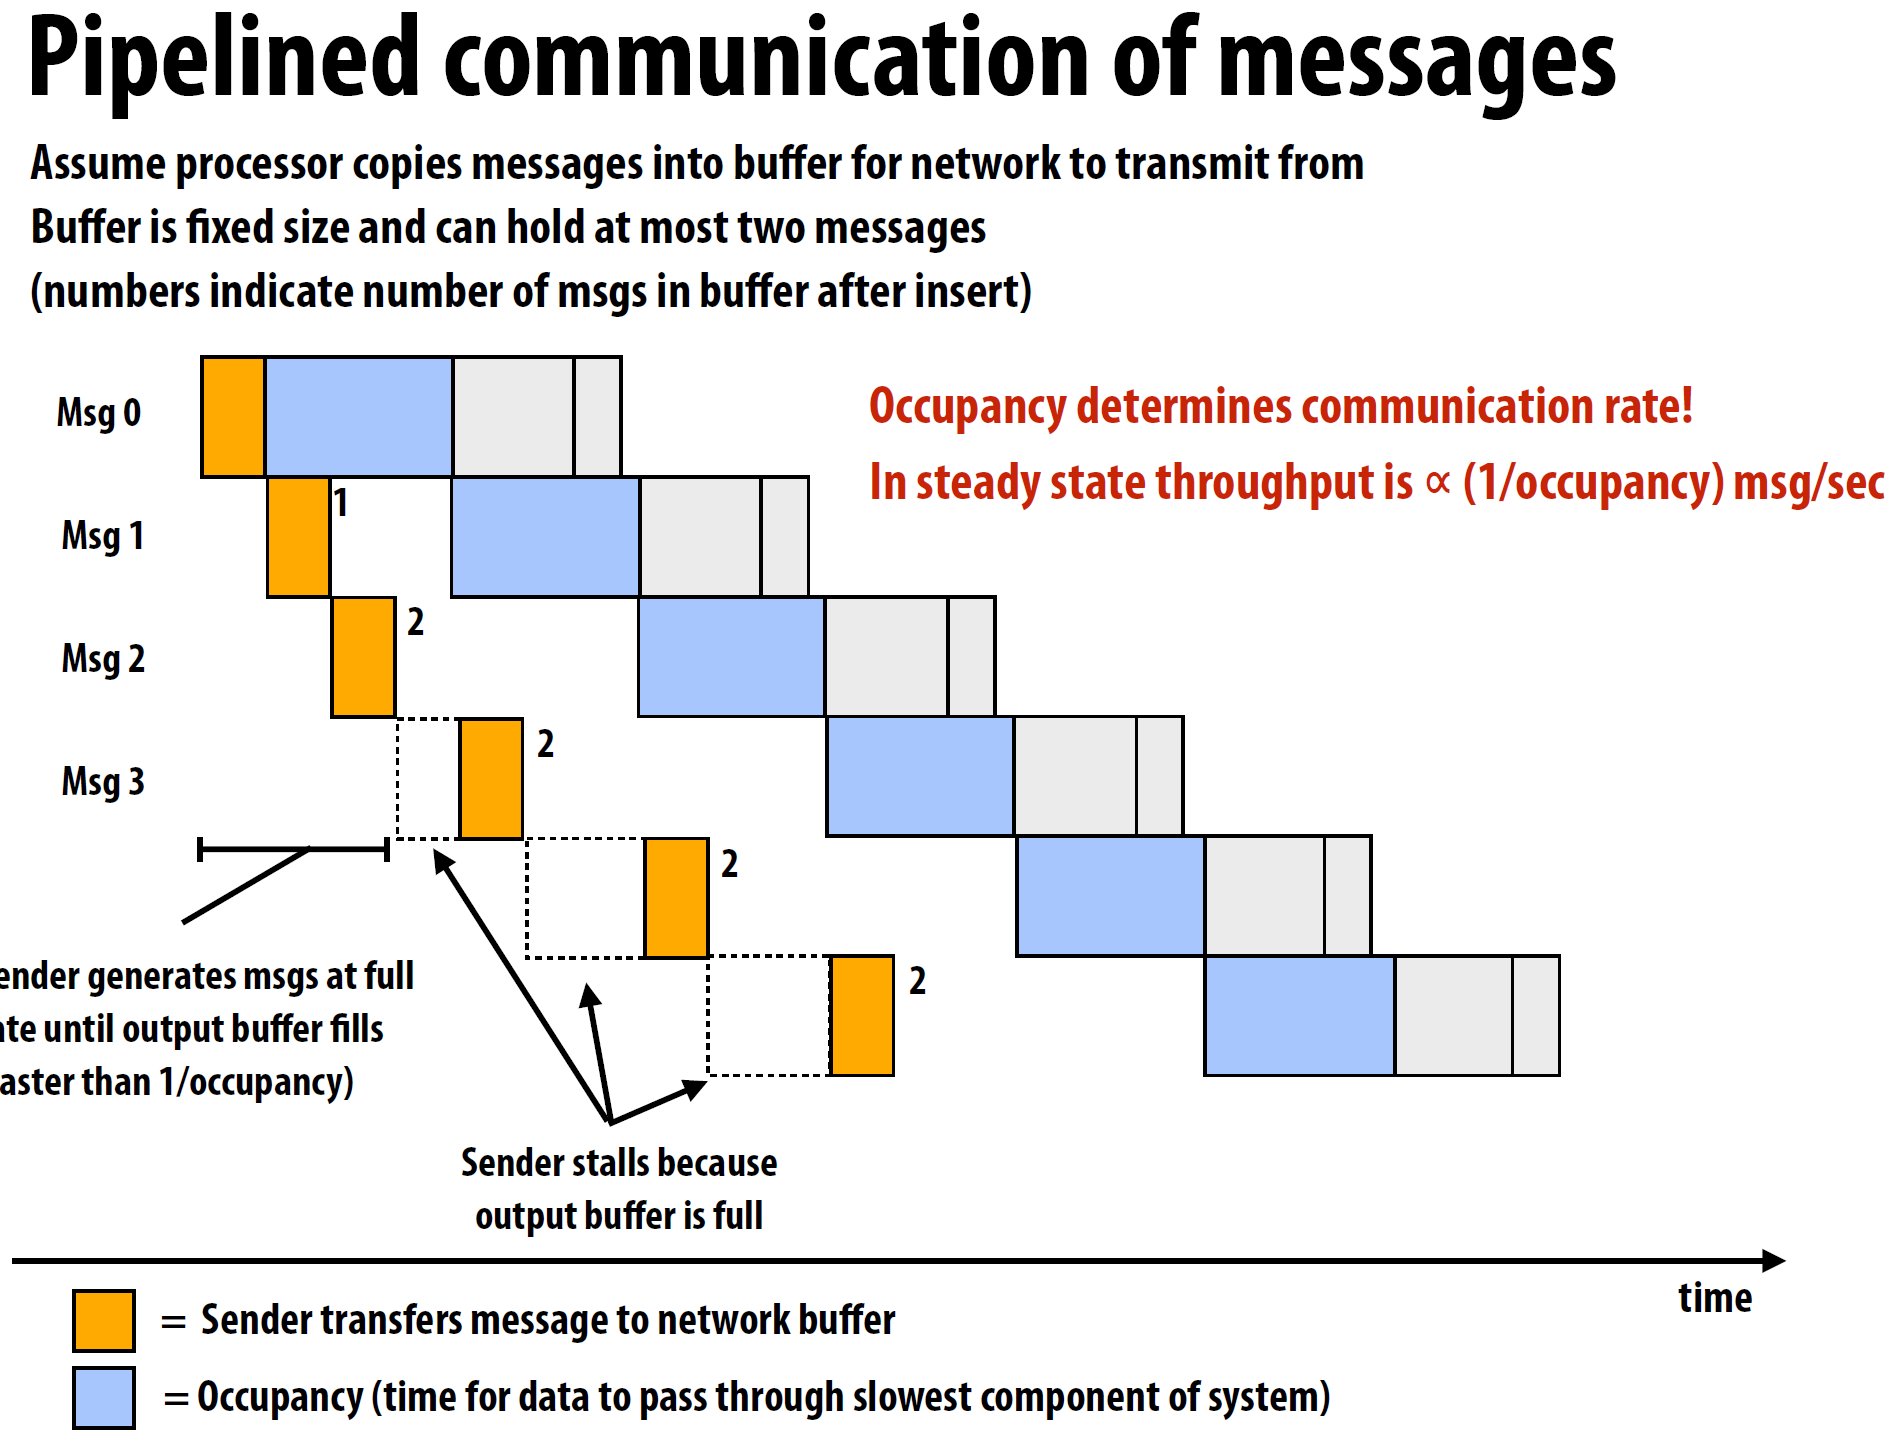 Pipelined communication of messages
Assume processor copies messages into buffer for network to transmit from
Buffer is fixed size and can hold at most two messages
(numbers indicate number of msgs in buffer after insert)
Msg 0
Occupancy determines communication rate!
In steady state throughput is ∝ (1/occupancy) msg/sec
1
Msg 1
2
Msg 2
2
Msg 3
2
2
ender generates msgs at full
ate until output buffer fills
aster than 1/occupancy)
Sender stalls because
output buffer is full
time
= Sender transfers message to network buffer
= Occupancy (time for data to pass through slowest component of system)